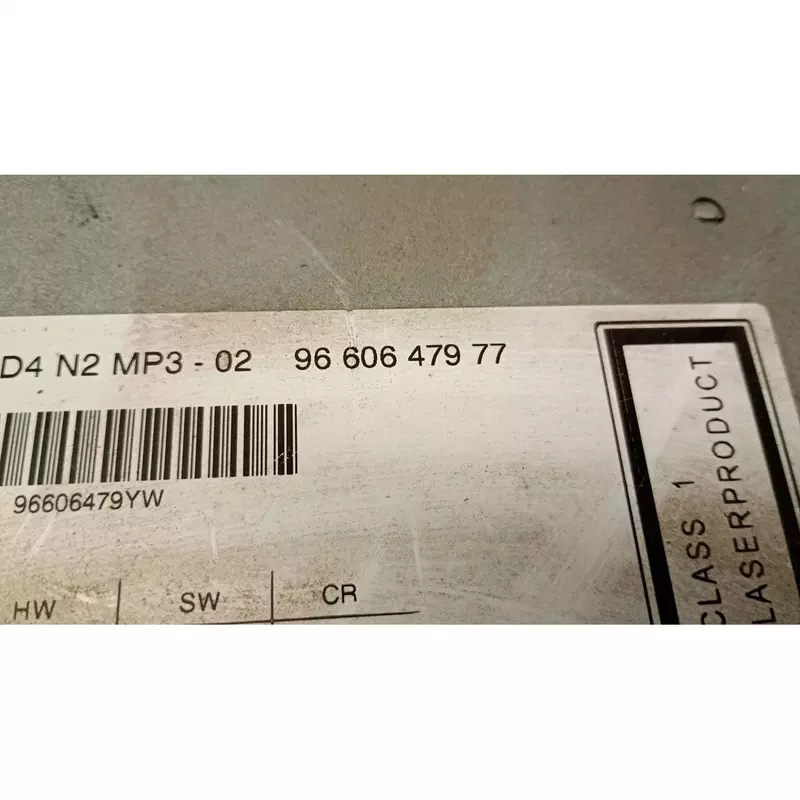 D
D4 N2 MP3 - 02 96 606 479 77
96606479YW
HW SW CR
CLASS 1
LASERPRODUCT